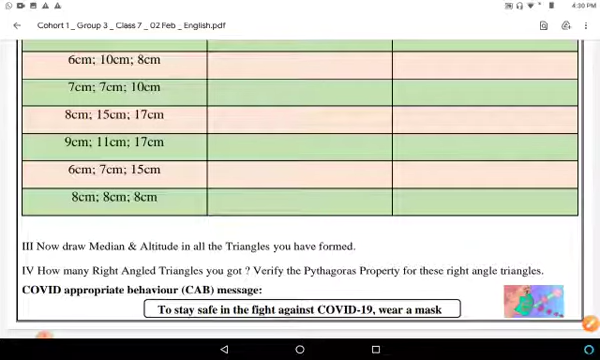 4:30 PM
Cohort 1 _ Group 3 _ Class 7 _ 02 Feb _ English.pdf
6cm; 10cm; 8cm
7cm; 7cm; 10cm
8cm; 15cm; 17cm
9cm; 11cm; 17cm
6cm; 7cm; 15cm
8cm; 8cm; 8cm
III Now draw Median & Altitude in all the Triangles you have formed.
IV How many Right Angled Triangles you got ? Verify the Pythagoras Property for these right angle triangles.
COVID appropriate behaviour (CAB) message:
To stay safe in the fight against COVID-19, wear a mask